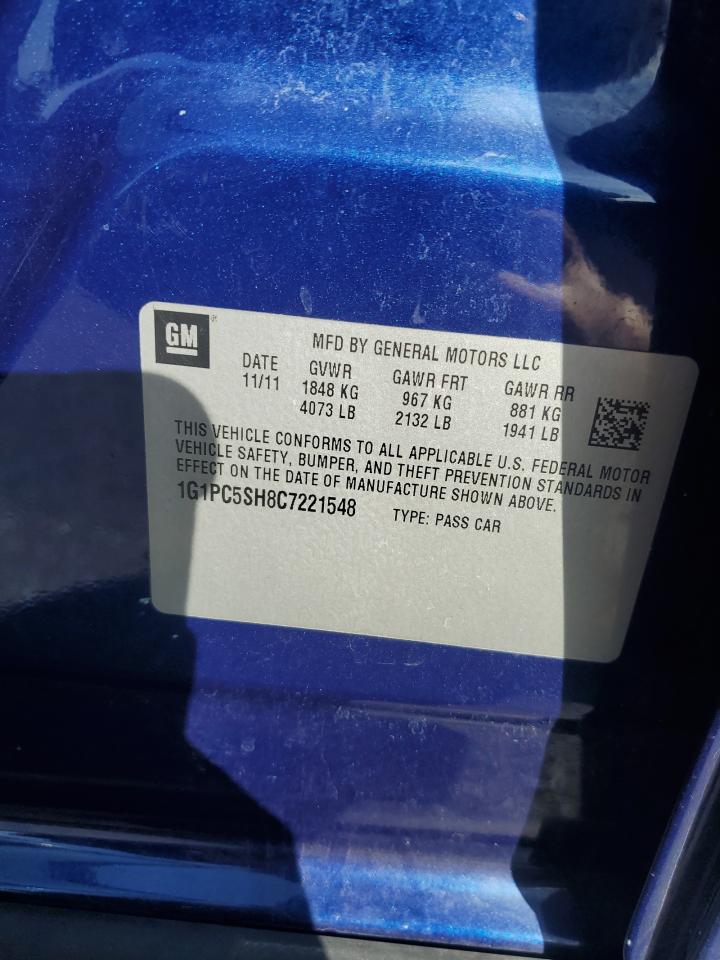 GM
MFD BY GENERAL MOTORS LLC
DATE GVWR GAWR FRT GAWR RR
11/11 1848 KG 967 KG 881 KG
4073 LB 2132 LB 1941 LB
THIS VEHICLE CONFORMS TO ALL APPLICABLE U.S. FEDERAL MOTOR
VEHICLE SAFETY, BUMPER, AND THEFT PREVENTION STANDARDS IN
EFFECT ON THE DATE OF MANUFACTURE SHOWN ABOVE.
1G1PC5SH8C7221548 TYPE: PASS CAR